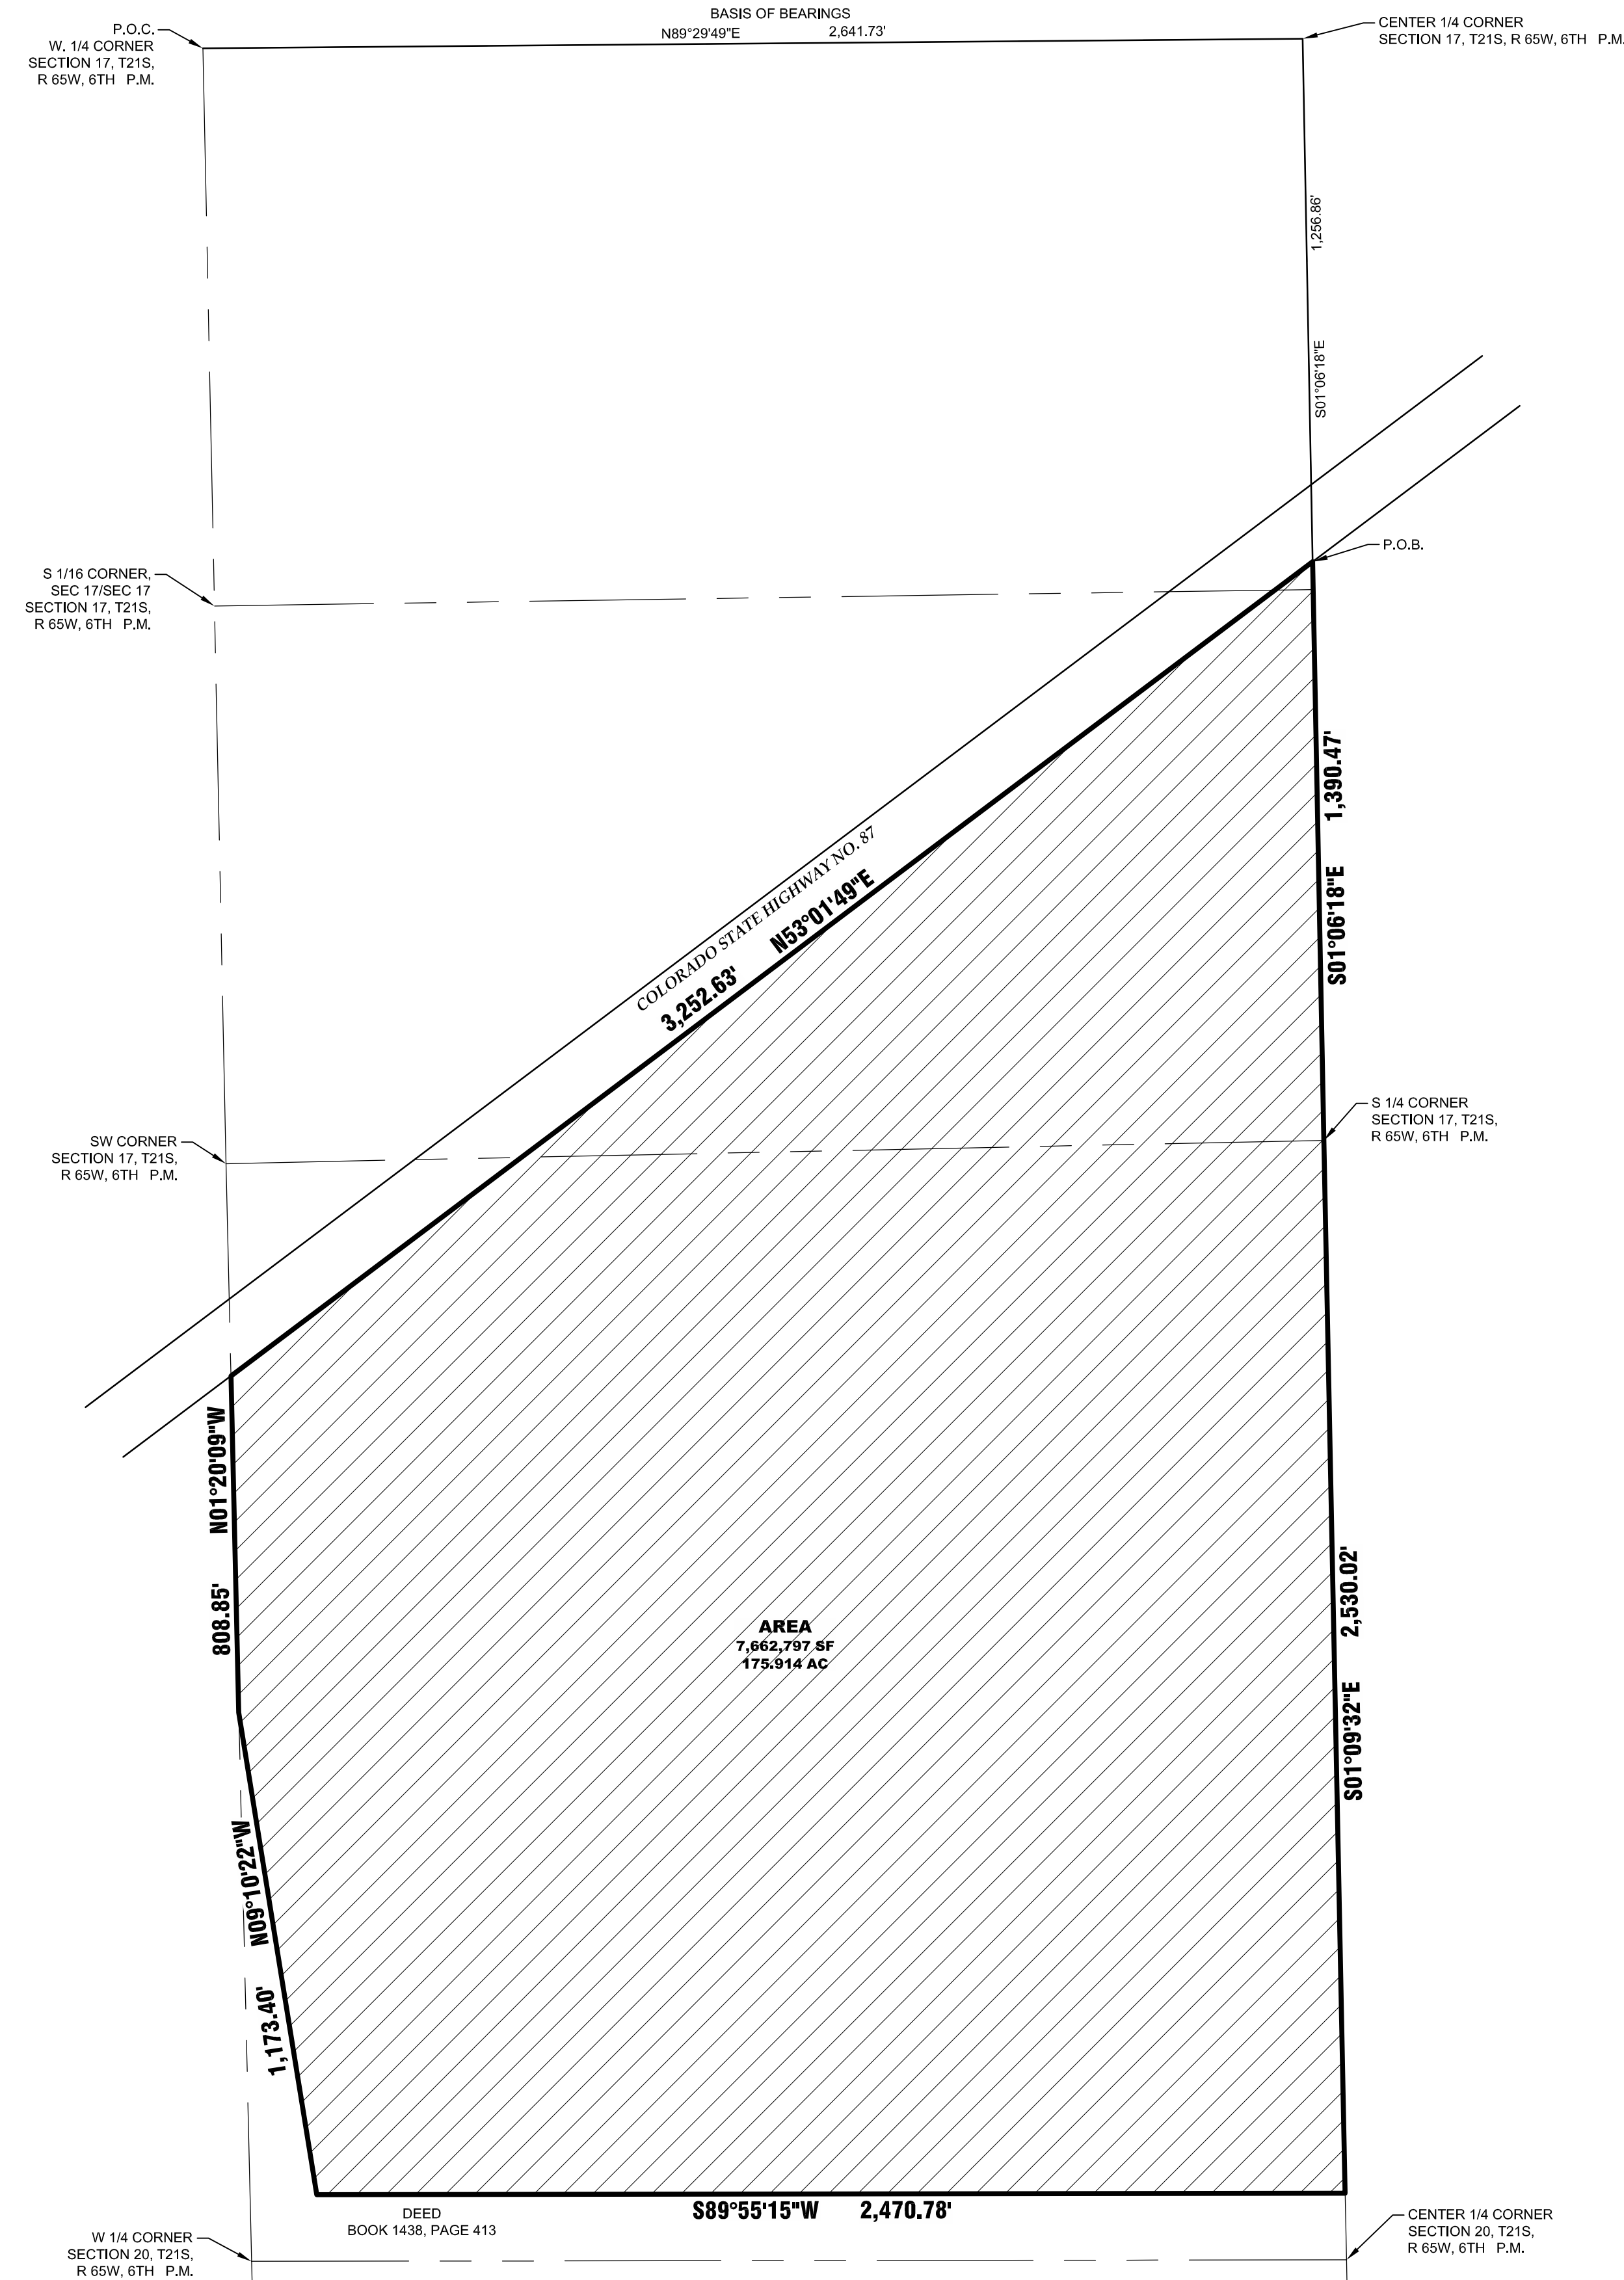 BASIS OF BEARINGS
N89°29'49"E 2,641.73'
P.O.C.
W. 1/4 CORNER
SECTION 17, T21S,
R 65W, 6TH P.M.
CENTER 1/4 CORNER
SECTION 17, T21S, R 65W, 6TH P.M.
1,256.86'
S01°06'18"E
P.O.B.
S 1/16 CORNER,
SEC 17/SEC 17
SECTION 17, T21S,
R 65W, 6TH P.M.
1,390.47'
S01°06'18"E
COLORADO STATE HIGHWAY NO. 87
3,252.63' N53°01'49"E
S 1/4 CORNER
SECTION 17, T21S,
R 65W, 6TH P.M.
SW CORNER
SECTION 17, T21S,
R 65W, 6TH P.M.
N01°20'09"W
808.85'
2,530.02'
S01°09'32"E
AREA
7,662,797 SF
175.914 AC
N09°10'22"W
1,173.40'
DEED
BOOK 1438, PAGE 413
S89°55'15"W 2,470.78'
W 1/4 CORNER
SECTION 20, T21S,
R 65W, 6TH P.M.
CENTER 1/4 CORNER
SECTION 20, T21S,
R 65W, 6TH P.M.